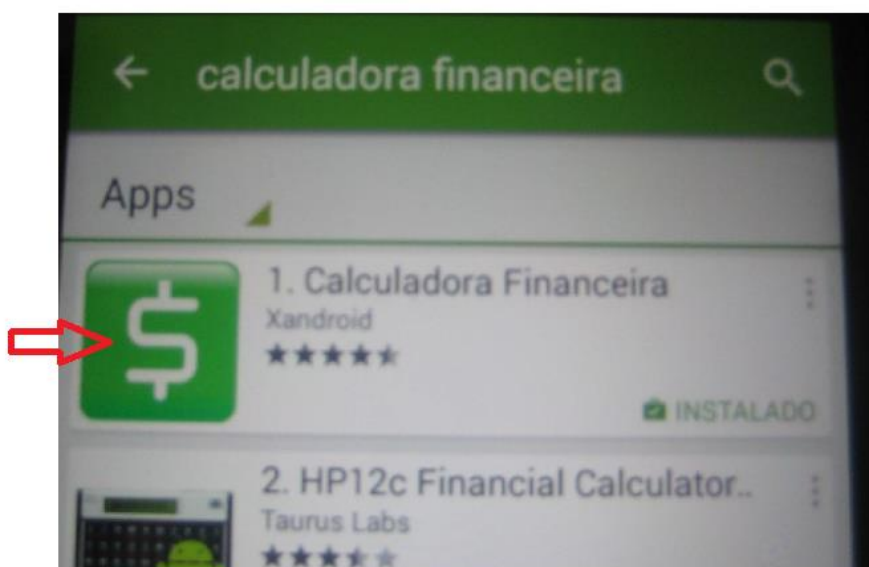 calculadora financeira
Apps
1. Calculadora Financeira
Xandroid
INSTALADO
2. HP12c Financial Calculator..
Taurus Labs